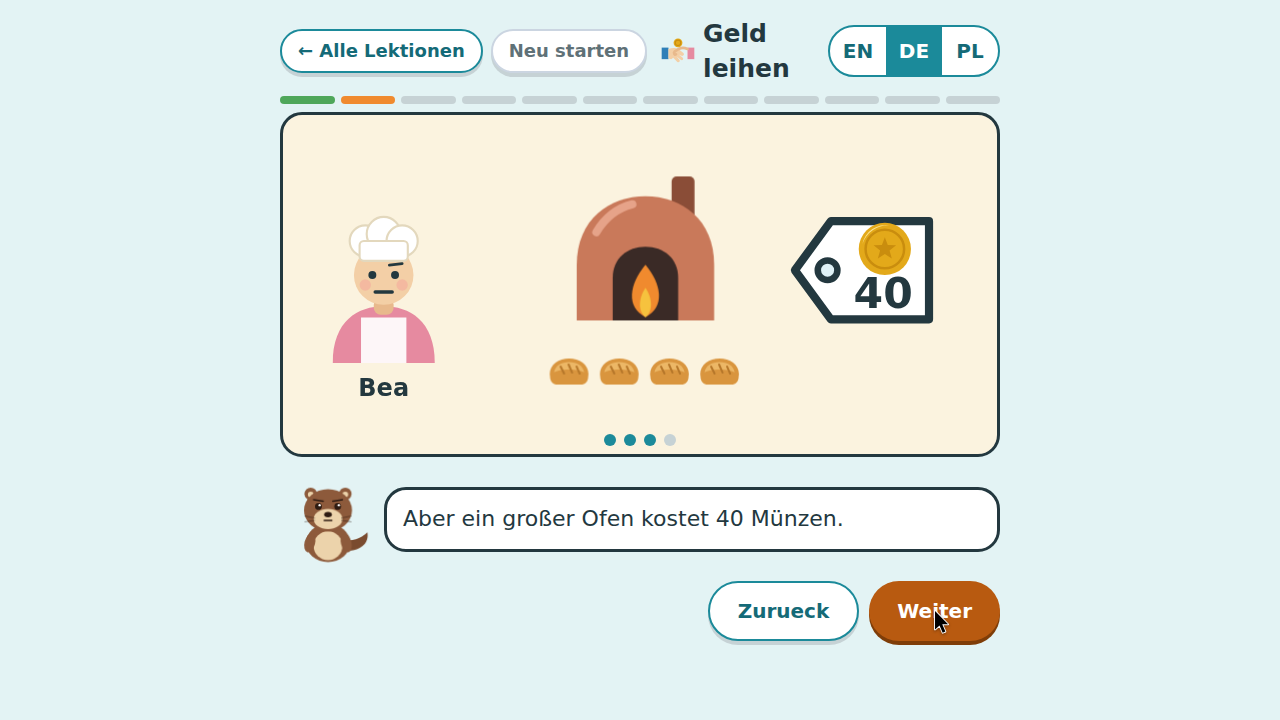 ← Alle Lektionen
Neu starten
Geld
leihen
EN DE PL
40
Bea
Aber ein großer Ofen kostet 40 Münzen.
Zurueck
Weiter